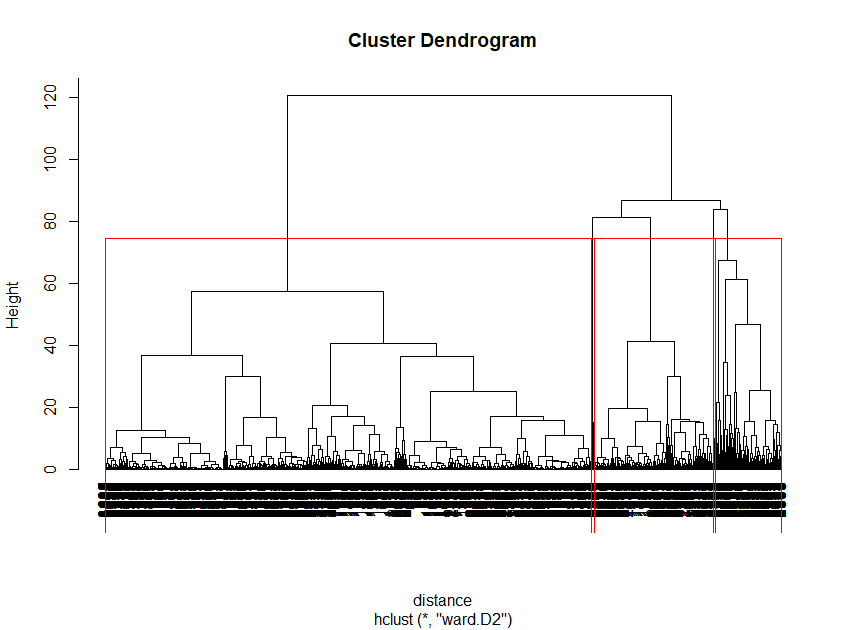 Cluster Dendrogram
120
100
80
60
40
20
0
Height
distance
hclust (*, "ward.D2")